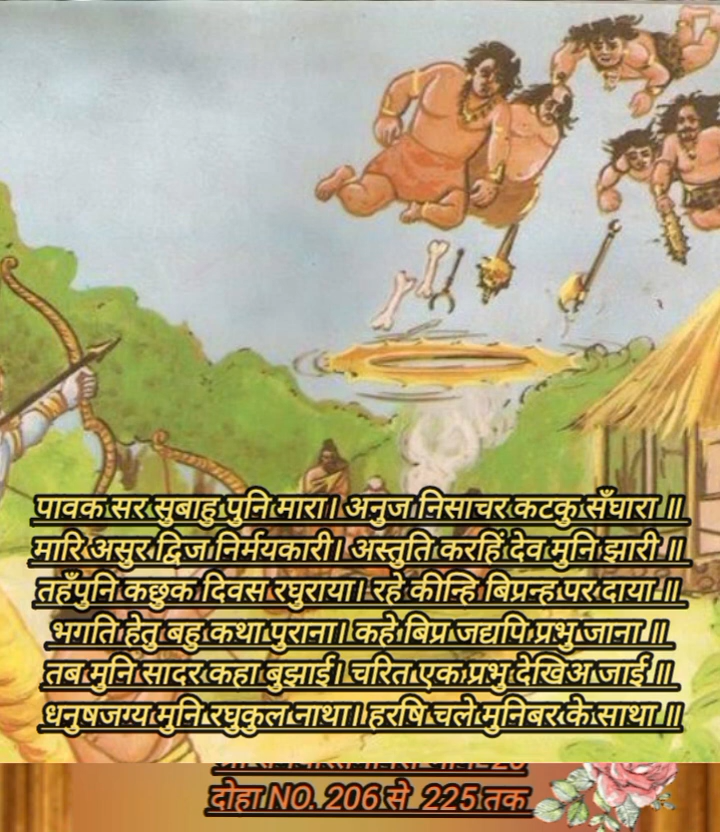 पावक सर सुबाहु पुनि मारा। अनुज निसाचर कटकु सँघारा ॥
मारि असुर द्विज निर्मयकारी। अस्तुति करहिं देव मुनि झारी ॥
तहँ पुनि कछुक दिवस रघुराया। रहे कीन्हि बिप्रन्ह पर दाया ॥
भगति हेतु बहु कथा पुराना। कहे बिप्र जद्यपि प्रभु जाना ॥
तब मुनि सादर कहा बुझाई। चरित एक प्रभु देखिअ जाई ॥
धनुषजग्य मुनि रघुकुल नाथा। हरषि चले मुनिबर के साथा ॥
दोहा NO. 206 से 225 तक